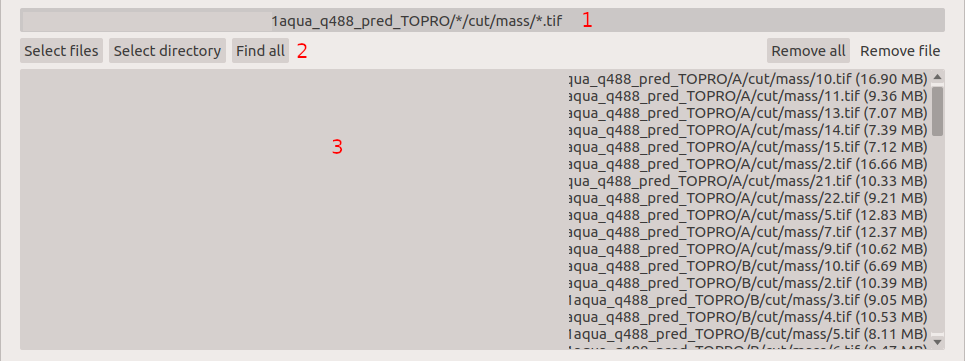 1aqua_q488_pred_TOPRO/*/cut/mass/*.tif 1
Select files Select directory Find all 2 Remove all Remove file
3
qua_q488_pred_TOPRO/A/cut/mass/10.tif (16.90 MB)
aqua_q488_pred_TOPRO/A/cut/mass/11.tif (9.36 MB)
aqua_q488_pred_TOPRO/A/cut/mass/13.tif (7.07 MB)
aqua_q488_pred_TOPRO/A/cut/mass/14.tif (7.39 MB)
aqua_q488_pred_TOPRO/A/cut/mass/15.tif (7.12 MB)
aqua_q488_pred_TOPRO/A/cut/mass/2.tif (16.66 MB)
qua_q488_pred_TOPRO/A/cut/mass/21.tif (10.33 MB)
aqua_q488_pred_TOPRO/A/cut/mass/22.tif (9.21 MB)
aqua_q488_pred_TOPRO/A/cut/mass/5.tif (12.83 MB)
aqua_q488_pred_TOPRO/A/cut/mass/7.tif (12.37 MB)
aqua_q488_pred_TOPRO/A/cut/mass/9.tif (10.62 MB)
aqua_q488_pred_TOPRO/B/cut/mass/10.tif (6.69 MB)
aqua_q488_pred_TOPRO/B/cut/mass/2.tif (10.39 MB)
1aqua_q488_pred_TOPRO/B/cut/mass/3.tif (9.05 MB)
aqua_q488_pred_TOPRO/B/cut/mass/4.tif (10.53 MB)
1aqua_q488_pred_TOPRO/B/cut/mass/5.tif (8.11 MB)